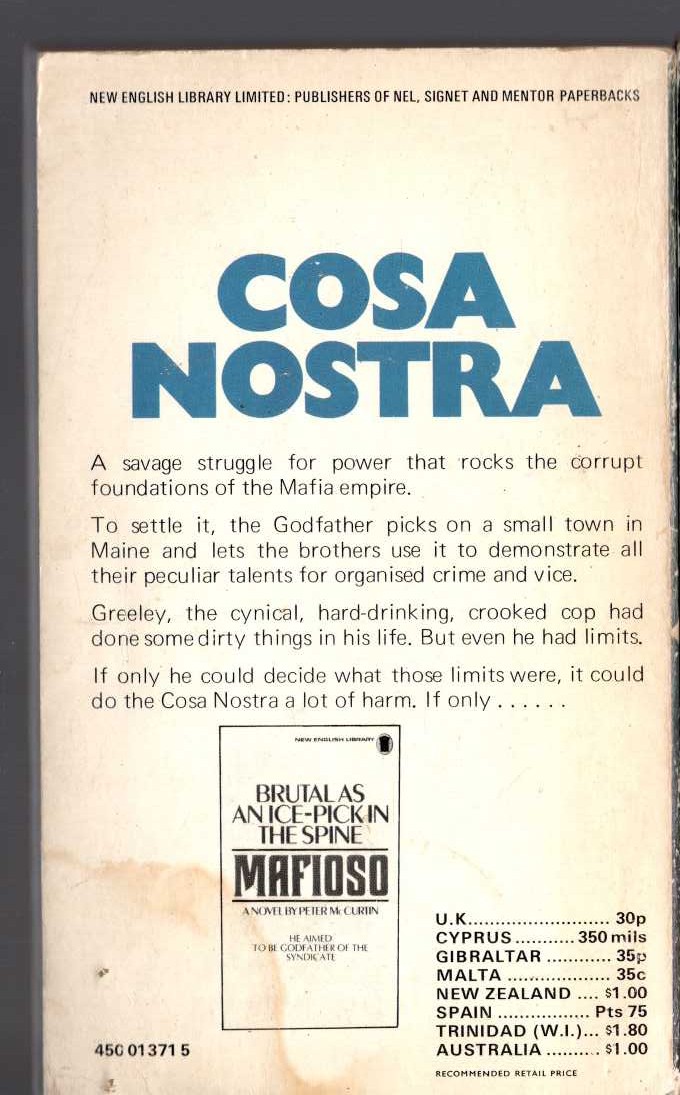 NEW ENGLISH LIBRARY LIMITED: PUBLISHERS OF NEL, SIGNET AND MENTOR PAPERBACKS
COSA
NOSTRA
A savage struggle for power that rocks the corrupt
foundations of the Mafia empire.
To settle it, the Godfather picks on a small town in
Maine and lets the brothers use it to demonstrate all
their peculiar talents for organised crime and vice.
Greeley, the cynical, hard-drinking, crooked cop had
done some dirty things in his life. But even he had limits.
If only he could decide what those limits were, it could
do the Cosa Nostra a lot of harm. If only . . . . . .
NEW ENGLISH LIBRARY
BRUTAL AS
AN ICE-PICK IN
THE SPINE
MAFIOSO
A NOVEL BY PETER Mc CURTIN
HE AIMED
TO BE GODFATHER OF THE
SYNDICATE
U.K.......................... 30p
CYPRUS ........... 350 mils
GIBRALTAR ............ 35p
MALTA ................... 35c
NEW ZEALAND .... $1.00
SPAIN ................. Pts 75
TRINIDAD (W.I.)... $1.80
AUSTRALIA .......... $1.00
RECOMMENDED RETAIL PRICE
450 01371 5